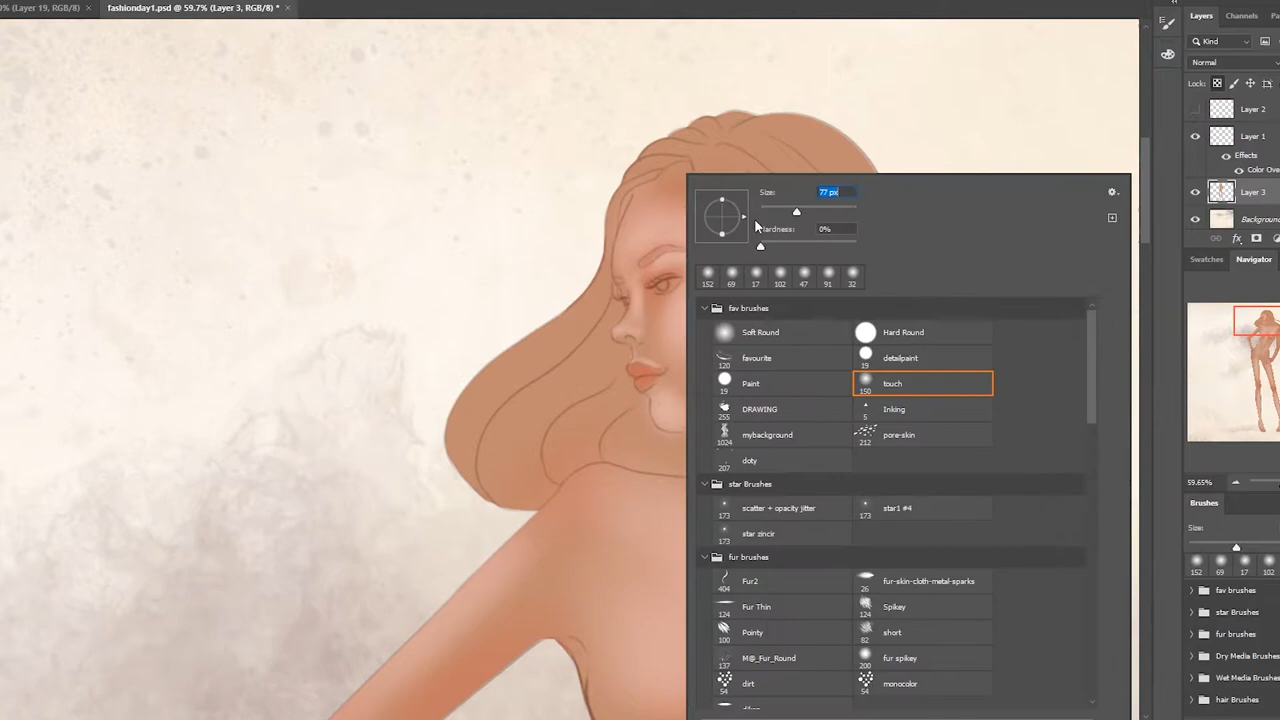 0% (Layer 19, RGB/8) × fashionday1.psd @ 59.7% (Layer 3, RGB/8) * ×
Layers Channels Pa
Kind
Normal
Lock:
Layer 2
Layer 1
Effects
Color Ove
Layer 3
Background
fx
Swatches Navigator
59.65%
Brushes
Size:
152 69 17 102
fav brushes
star Brushes
fur brushes
Dry Media Brushes
Wet Media Brushes
hair Brushes
Size: 77 px
Hardness: 0%
152 69 17 102 47 91 32
fav brushes
Soft Round Hard Round
120 favourite 19 detailpaint
19 Paint 150 touch
255 DRAWING 5 Inking
1024 mybackground 212 pore-skin
207 doty
star Brushes
173 scatter + opacity jitter 173 star1 #4
173 star zincir
fur brushes
404 Fur2 26 fur-skin-cloth-metal-sparks
124 Fur Thin 124 Spikey
100 Pointy 82 short
137 M@_Fur_Round 200 fur spikey
54 dirt 54 monocolor